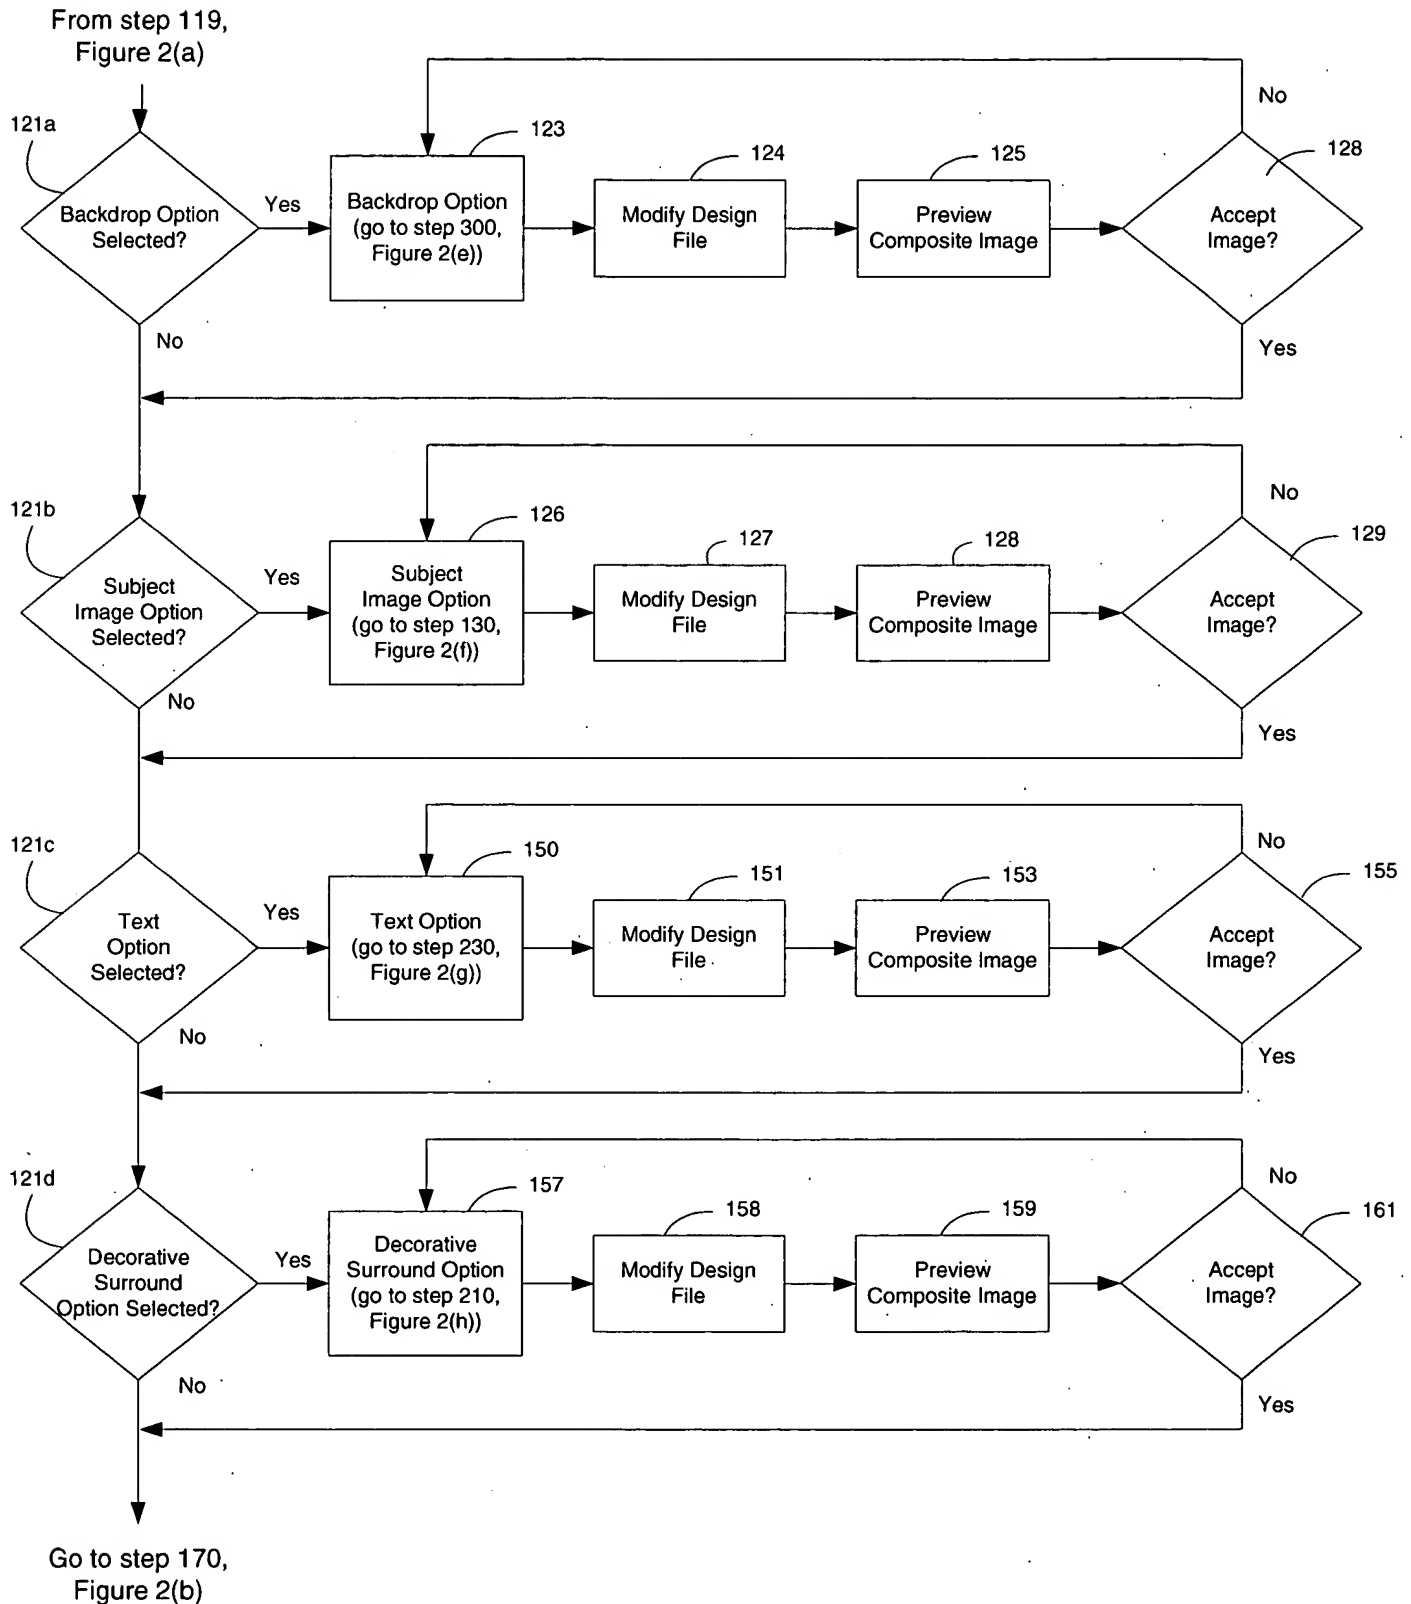 From step 119,
Figure 2(a)
121a
Backdrop Option
Selected?
Yes
No
123
Backdrop Option
(go to step 300,
Figure 2(e))
124
Modify Design
File
125
Preview
Composite Image
128
Accept
Image?
No
Yes
121b
Subject
Image Option
Selected?
Yes
No
126
Subject
Image Option
(go to step 130,
Figure 2(f))
127
Modify Design
File
128
Preview
Composite Image
129
Accept
Image?
No
Yes
121c
Text
Option
Selected?
Yes
No
150
Text Option
(go to step 230,
Figure 2(g))
151
Modify Design
File
153
Preview
Composite Image
155
Accept
Image?
No
Yes
121d
Decorative
Surround
Option Selected?
Yes
No
157
Decorative
Surround Option
(go to step 210,
Figure 2(h))
158
Modify Design
File
159
Preview
Composite Image
161
Accept
Image?
No
Yes
Go to step 170,
Figure 2(b)